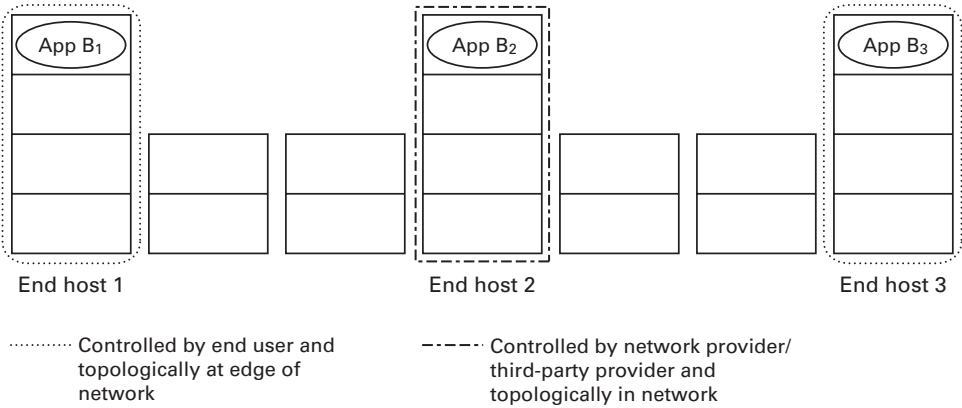 App B₁
App B₂
App B₃
End host 1
End host 2
End host 3
Controlled by end user and
topologically at edge of
network
Controlled by network provider/
third-party provider and
topologically in network